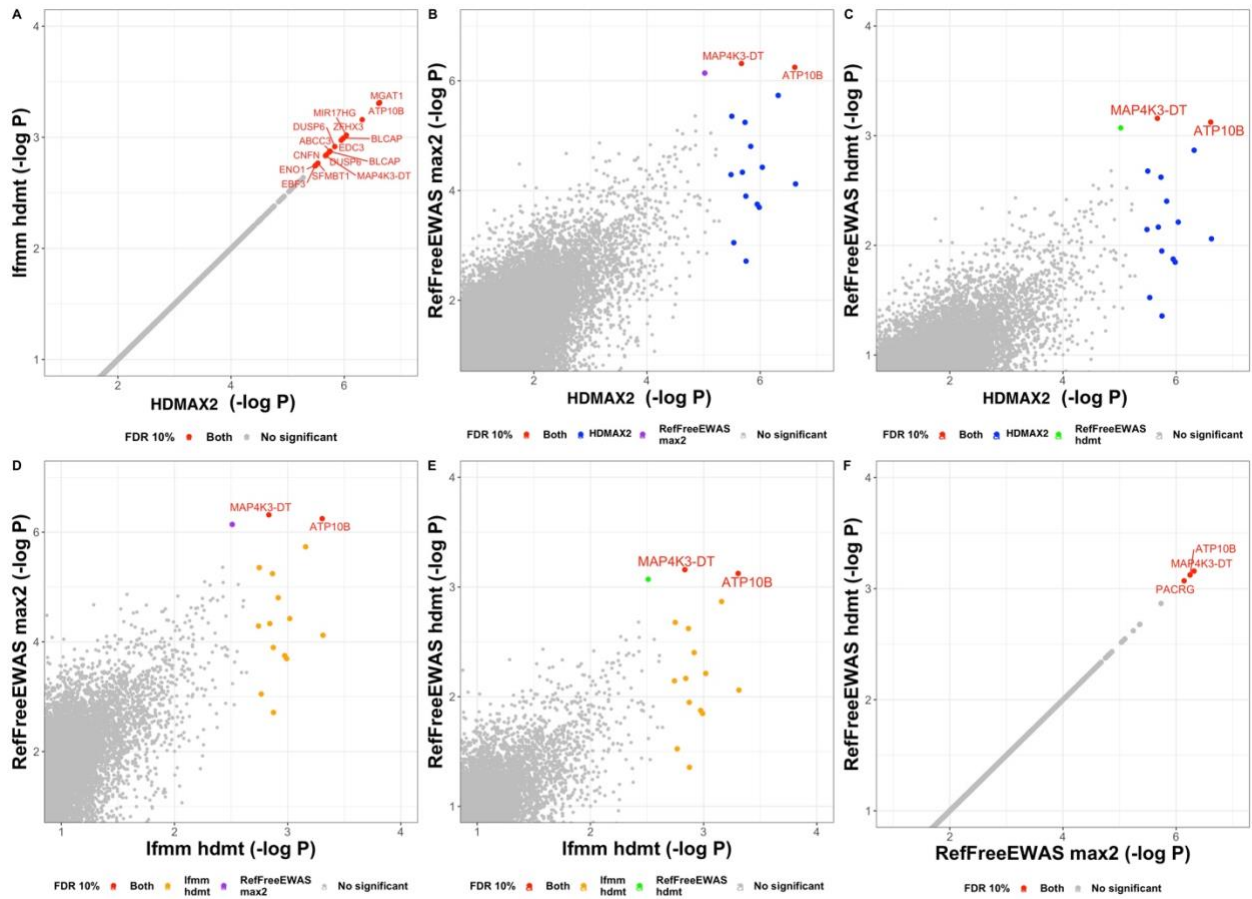 A
lfmm hdmt (-log P)
4
3
2
1
MGAT1
ATP10B
MIR17HG
DUSP6
ZFHX3
BLCAP
ABCC3
EDC3
CNFN
DUSP6
BLCAP
ENO1
MAP4K3-DT
SFMBT1
EBF3
2
4
6
HDMAX2 (-log P)
FDR 10% Both No significant
B
RefFreeEWAS max2 (-log P)
6
4
2
MAP4K3-DT
ATP10B
2
4
6
HDMAX2 (-log P)
FDR 10% Both HDMAX2 RefFreeEWAS max2 No significant
C
RefFreeEWAS hdmt (-log P)
4
3
2
1
MAP4K3-DT
ATP10B
2
4
6
HDMAX2 (-log P)
FDR 10% Both HDMAX2 RefFreeEWAS hdmt No significant
D
RefFreeEWAS max2 (-log P)
6
4
2
MAP4K3-DT
ATP10B
1
2
3
4
lfmm hdmt (-log P)
FDR 10% Both lfmm hdmt RefFreeEWAS max2 No significant
E
RefFreeEWAS hdmt (-log P)
4
3
2
1
MAP4K3-DT
ATP10B
1
2
3
4
lfmm hdmt (-log P)
FDR 10% Both lfmm hdmt RefFreeEWAS hdmt No significant
F
RefFreeEWAS hdmt (-log P)
4
3
2
1
ATP10B
MAP4K3-DT
PACRG
2
4
6
RefFreeEWAS max2 (-log P)
FDR 10% Both No significant